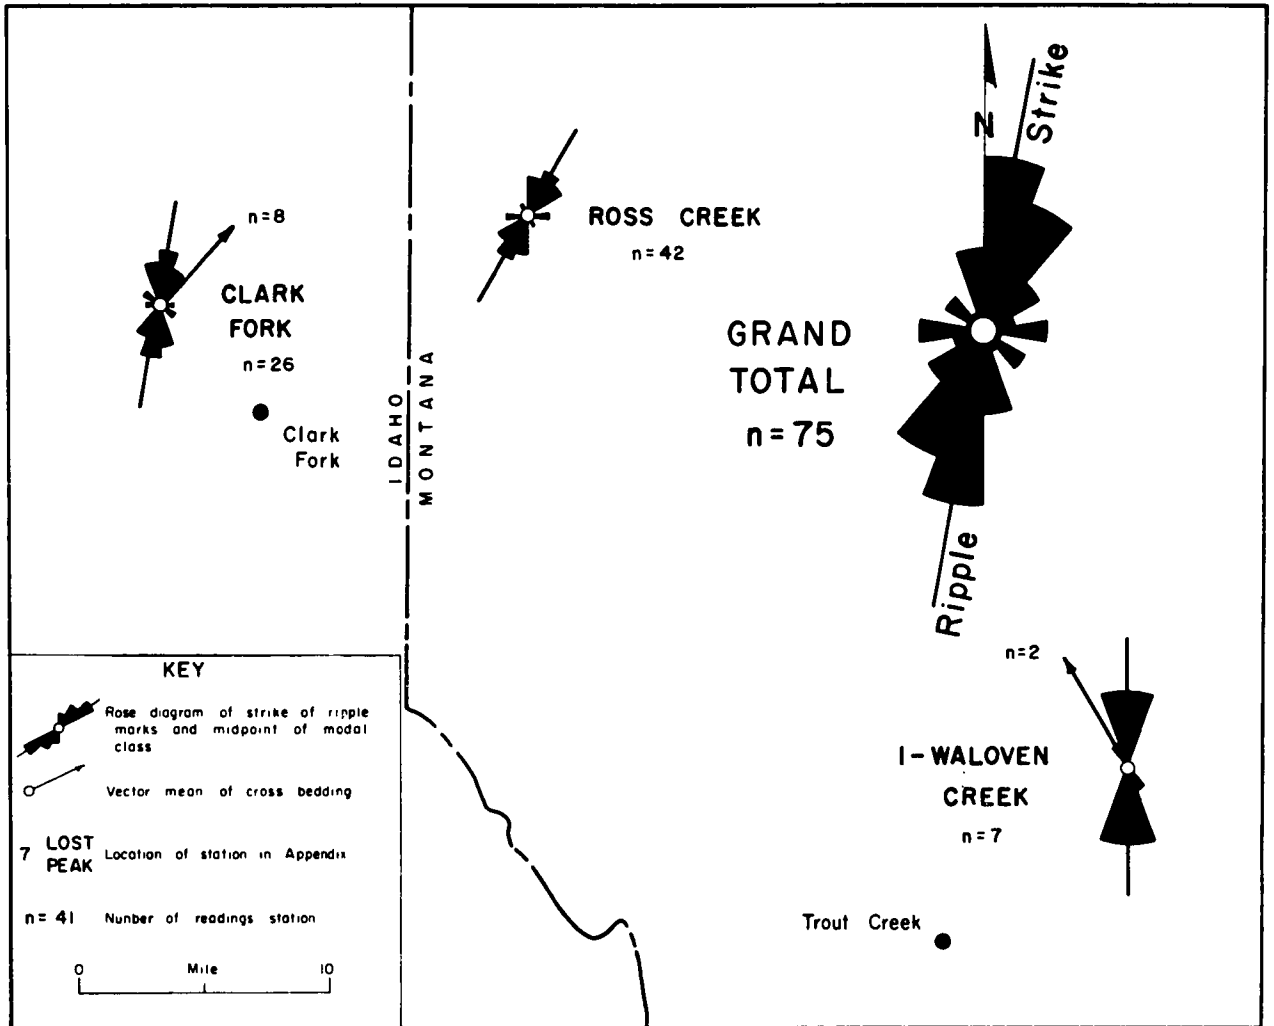 N
Strike
n=8
ROSS CREEK
n=42
CLARK
FORK
n=26
GRAND
TOTAL
n=75
Clark
Fork
IDAHO
MONTANA
Ripple
n=2
1-WALOVEN
CREEK
n=7
Trout Creek
KEY
Rose diagram of strike of ripple
marks and midpoint of modal
class
Vector mean of cross bedding
7 LOST
PEAK
Location of station in Appendix
n=41 Nunber of readings station
0 Mile 10